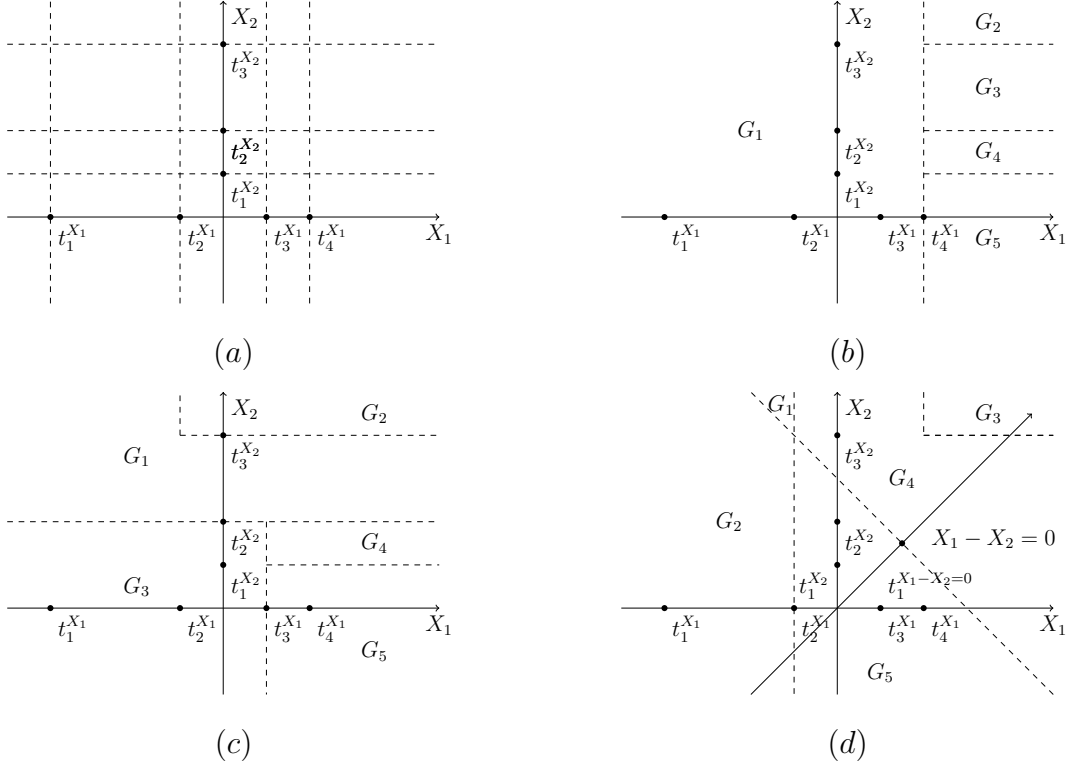 X_2
t_3^{X_2}
t_2^{X_2}
t_1^{X_2}
t_1^{X_1} t_2^{X_1} t_3^{X_1} t_4^{X_1} X_1
(a)
X_2 G_2
t_3^{X_2} G_3
G_1
t_2^{X_2} G_4
t_1^{X_2}
t_1^{X_1} t_2^{X_1} t_3^{X_1} t_4^{X_1} G_5 X_1
(b)
X_2 G_2
G_1 t_3^{X_2}
t_2^{X_2} G_4
G_3 t_1^{X_2}
t_1^{X_1} t_2^{X_1} t_3^{X_1} t_4^{X_1} X_1
G_5
(c)
G_1 X_2 G_3
t_3^{X_2}
G_4
G_2 t_2^{X_2} X_1 − X_2 = 0
t_1^{X_2} t_1^{X_1−X_2=0}
t_1^{X_1} t_2^{X_1} t_3^{X_1} t_4^{X_1} X_1
G_5
(d)